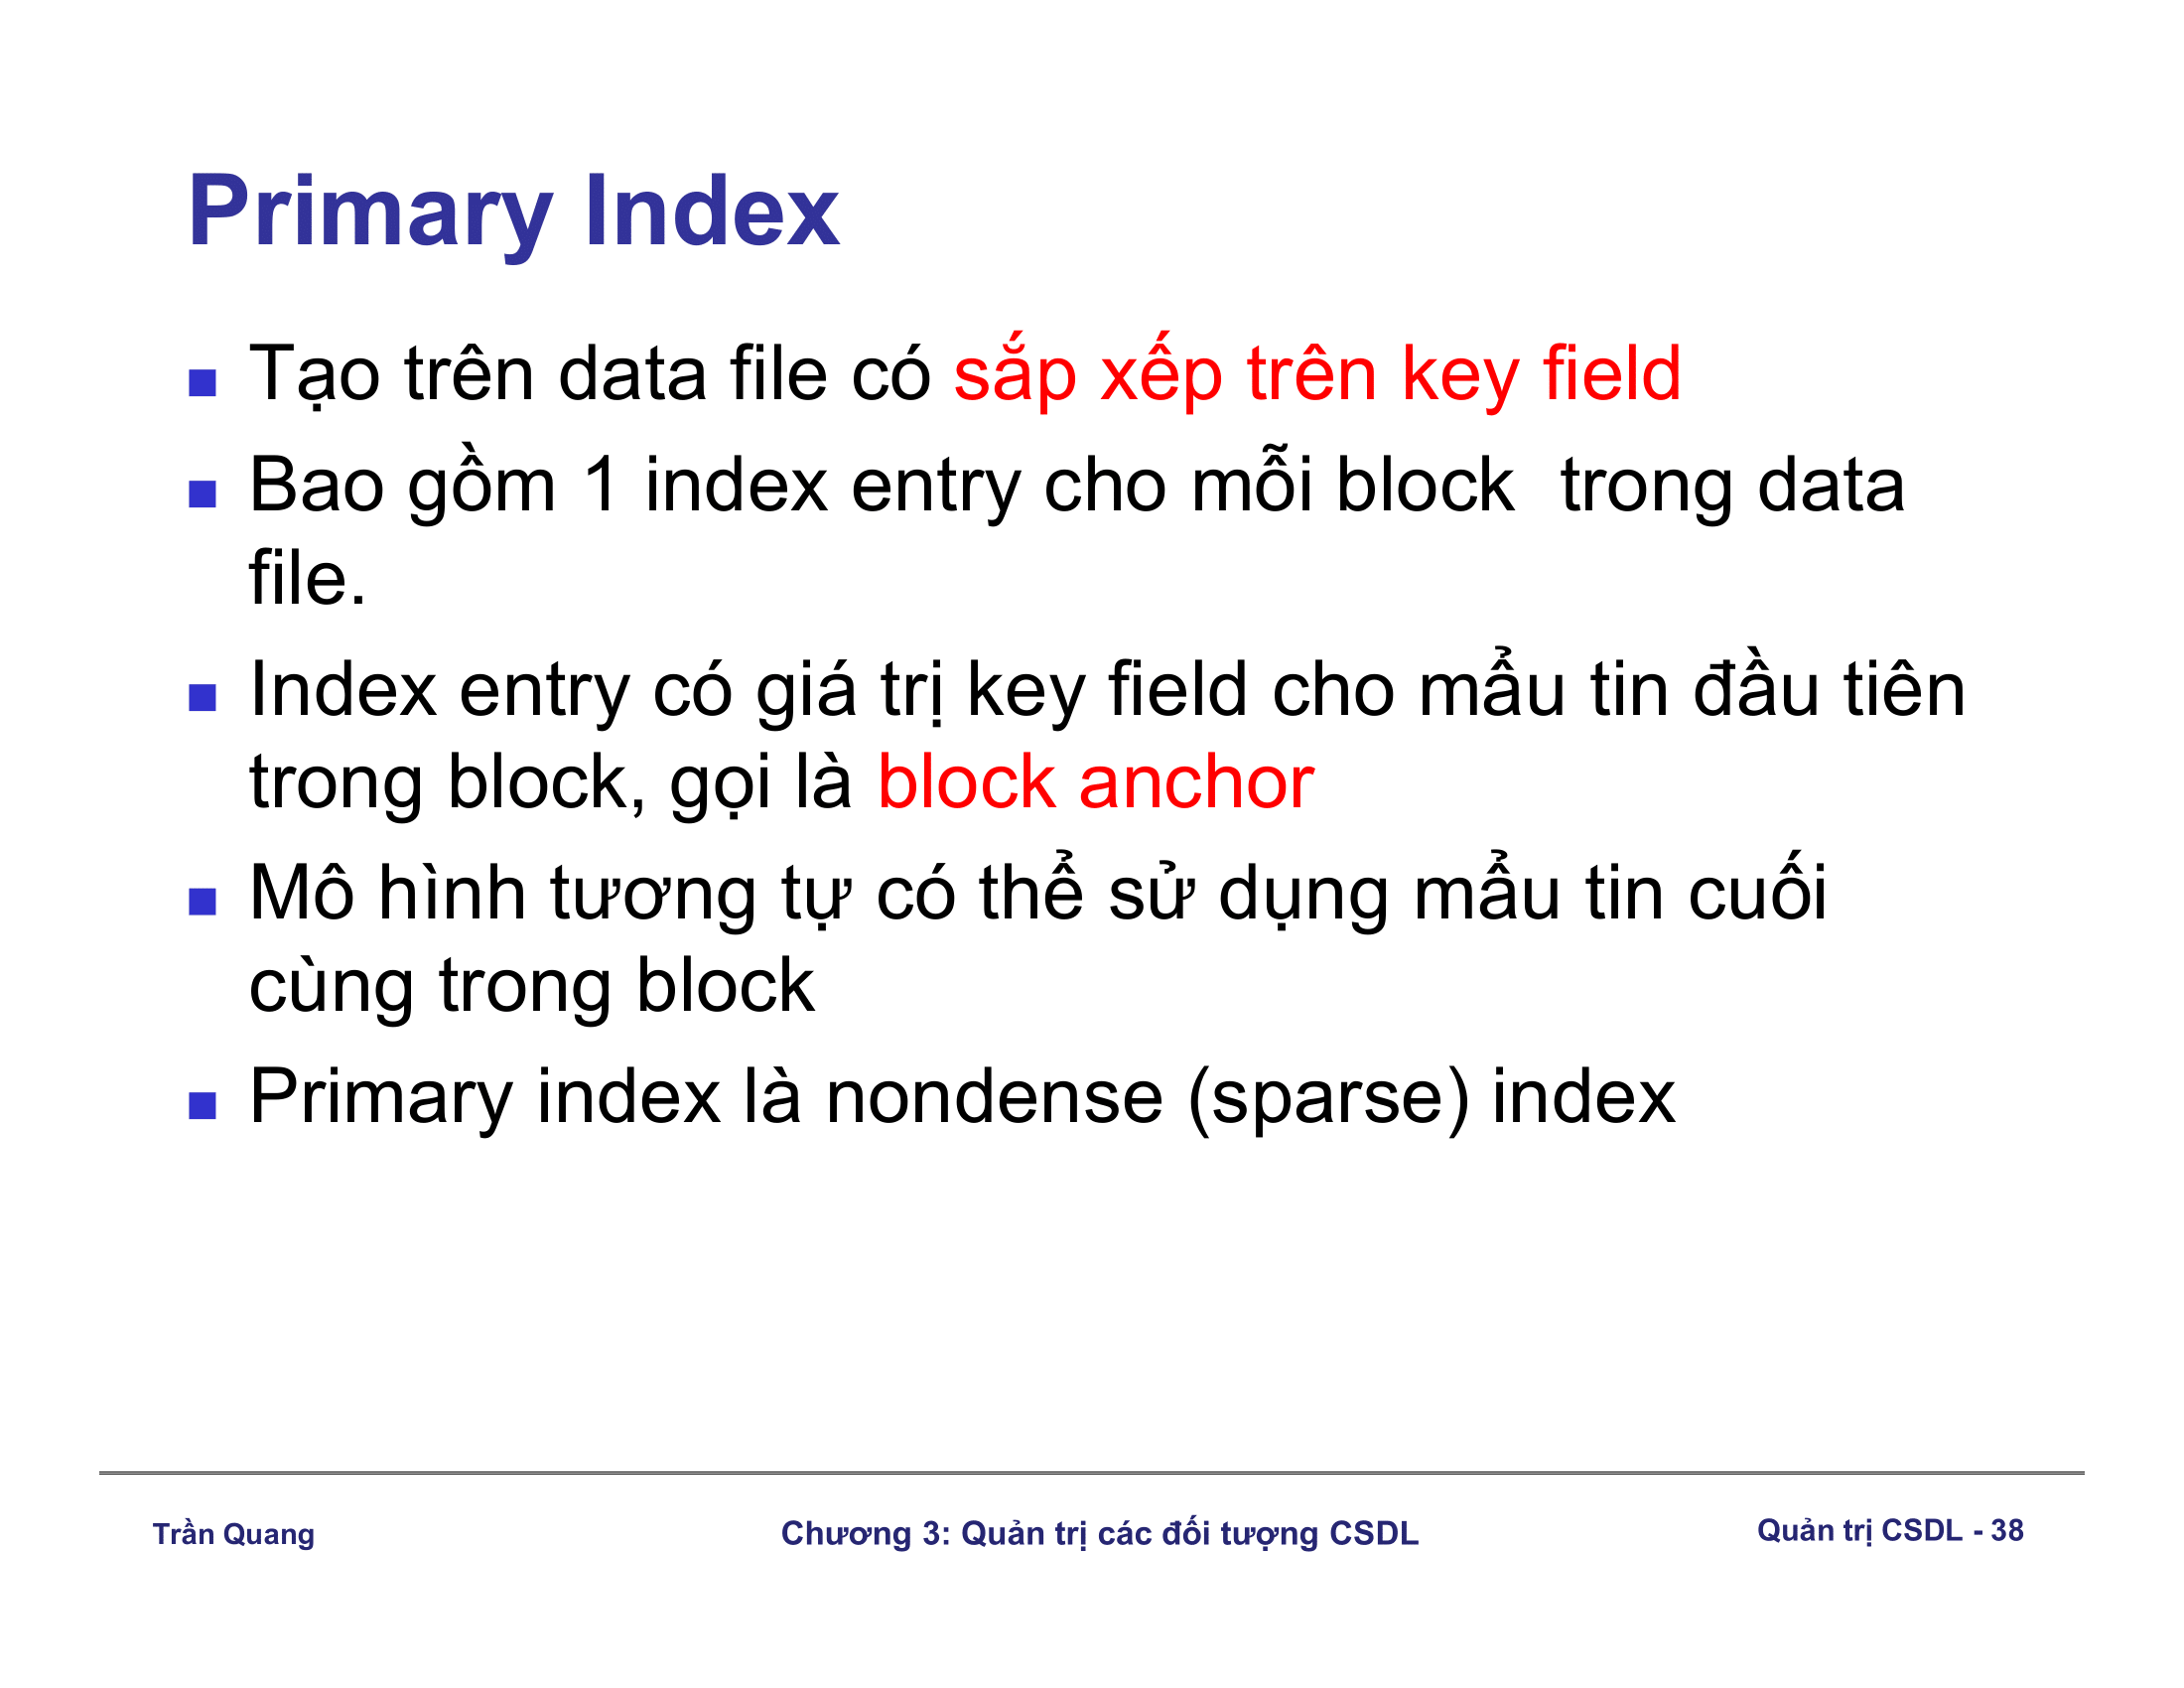 Primary Index
Tạo trên data file có sắp xếp trên key field
Bao gồm 1 index entry cho mỗi block  trong data
file.
Index entry có giá trị key field cho mẩu tin đầu tiên
trong block, gọi là block anchor
Mô hình tương tự có thể sử dụng mẩu tin cuối
cùng trong block
Primary index là nondense (sparse) index
Trần Quang
Chương 3: Quản trị các đối tượng CSDL
Quản trị CSDL - 38